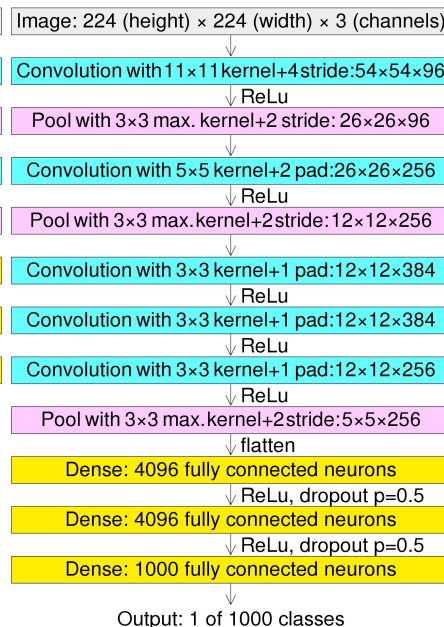 Image: 224 (height) × 224 (width) × 3 (channels)
Convolution with 11×11 kernel+4 stride:54×54×96
ReLu
Pool with 3×3 max. kernel+2 stride: 26×26×96
Convolution with 5×5 kernel+2 pad:26×26×256
ReLu
Pool with 3×3 max.kernel+2stride:12×12×256
Convolution with 3×3 kernel+1 pad:12×12×384
ReLu
Convolution with 3×3 kernel+1 pad:12×12×384
ReLu
Convolution with 3×3 kernel+1 pad:12×12×256
ReLu
Pool with 3×3 max.kernel+2stride:5×5×256
flatten
Dense: 4096 fully connected neurons
ReLu, dropout p=0.5
Dense: 4096 fully connected neurons
ReLu, dropout p=0.5
Dense: 1000 fully connected neurons
Output: 1 of 1000 classes